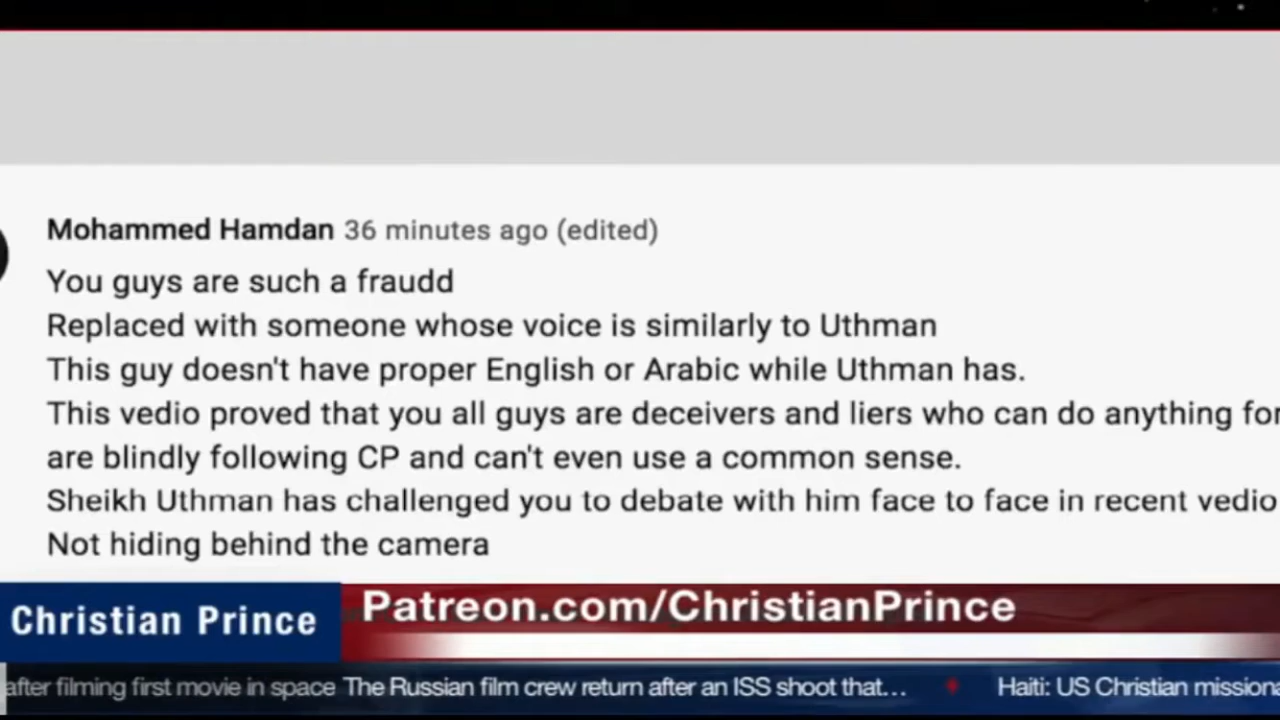 Mohammed Hamdan 36 minutes ago (edited)
You guys are such a fraudd
Replaced with someone whose voice is similarly to Uthman
This guy doesn't have proper English or Arabic while Uthman has.
This vedio proved that you all guys are deceivers and liers who can do anything for
are blindly following CP and can't even use a common sense.
Sheikh Uthman has challenged you to debate with him face to face in recent vedio
Not hiding behind the camera
Christian Prince
Patreon.com/ChristianPrince
after filming first movie in space The Russian film crew return after an ISS shoot that... Haiti: US Christian missiona